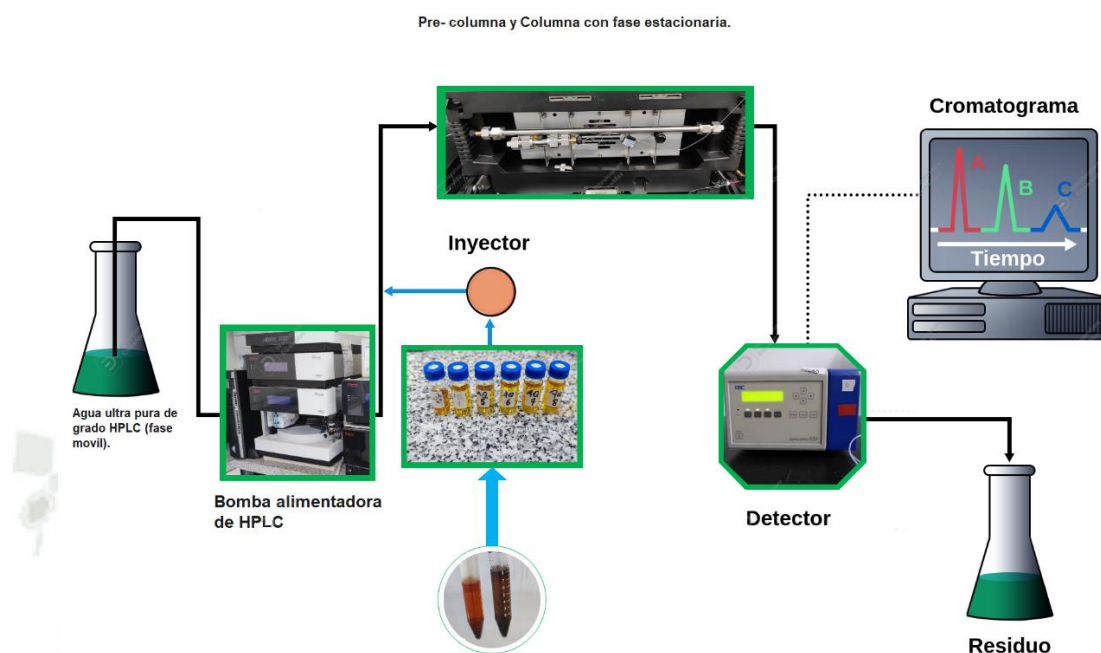 Pre- columna y Columna con fase estacionaria.
Cromatograma
A
B
C
Tiempo
Inyector
Agua ultra pura de
grado HPLC (fase
movil).
Bomba alimentadora
de HPLC
Detector
Residuo